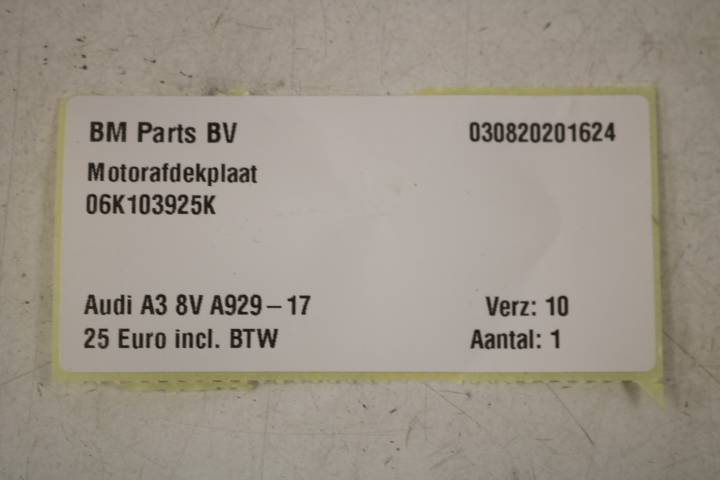 BM Parts BV 030820201624
Motorafdekplaat
06K103925K
Audi A3 8V A929-17 Verz: 10
25 Euro incl. BTW Aantal: 1